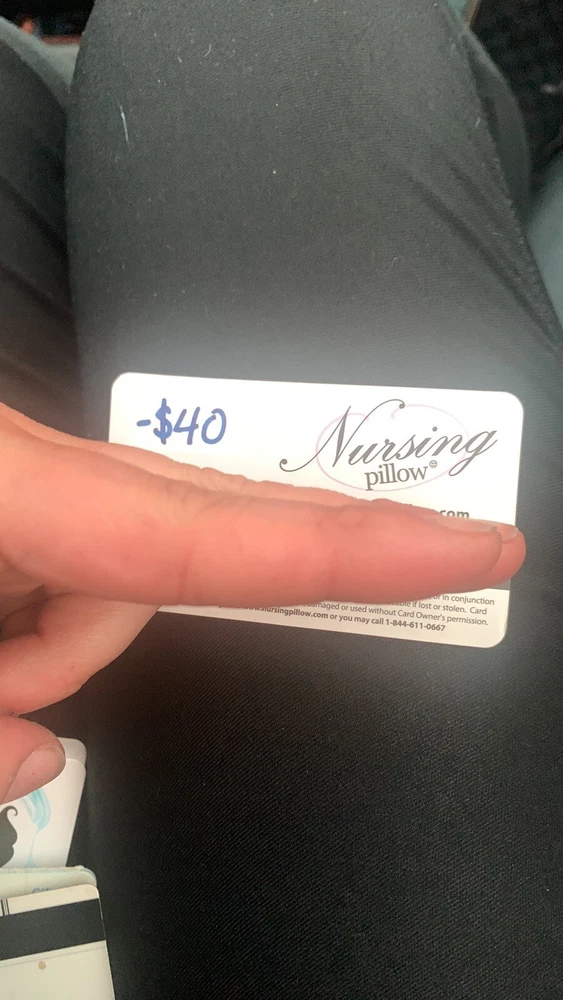 -$40
Nursing
pillow
.com
or in conjunction
if lost or stolen. Card
or used without Card Owner's permission.
www.nursingpillow.com or you may call 1-844-611-0667